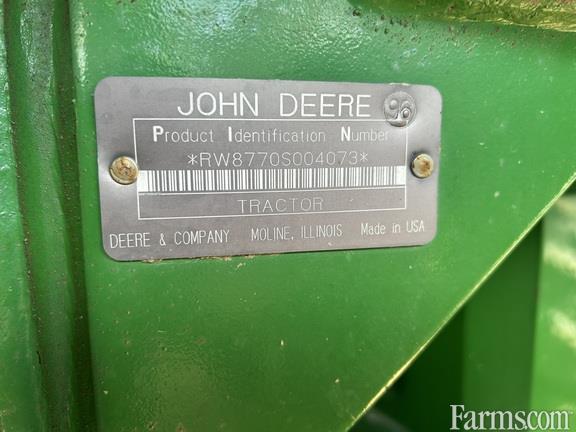 JOHN DEERE 96
Product Identification Number
*RW8770S004073*
TRACTOR
DEERE & COMPANY MOLINE, ILLINOIS Made in USA
Farms.com